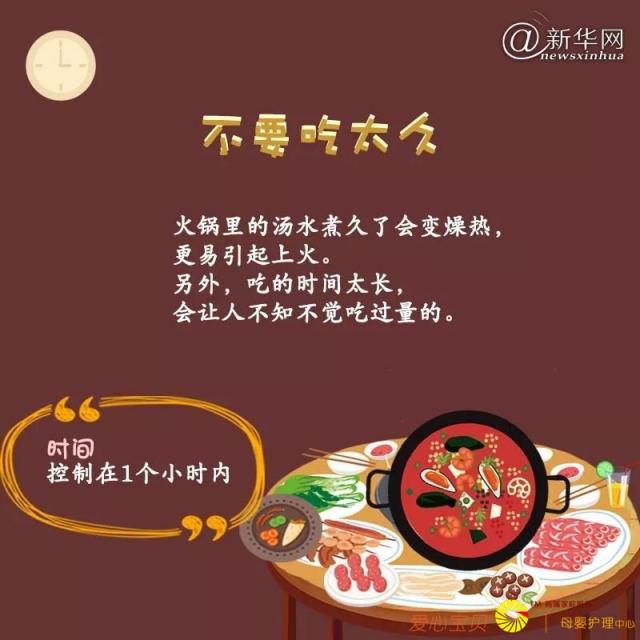 @新华网
newsxinhua
不要吃太久
火锅里的汤水煮久了会变燥热，
更易引起上火。
另外，吃的时间太长，
会让人不知不觉吃过量的。
时间
控制在1个小时内
爱心宝贝
母婴护理中心